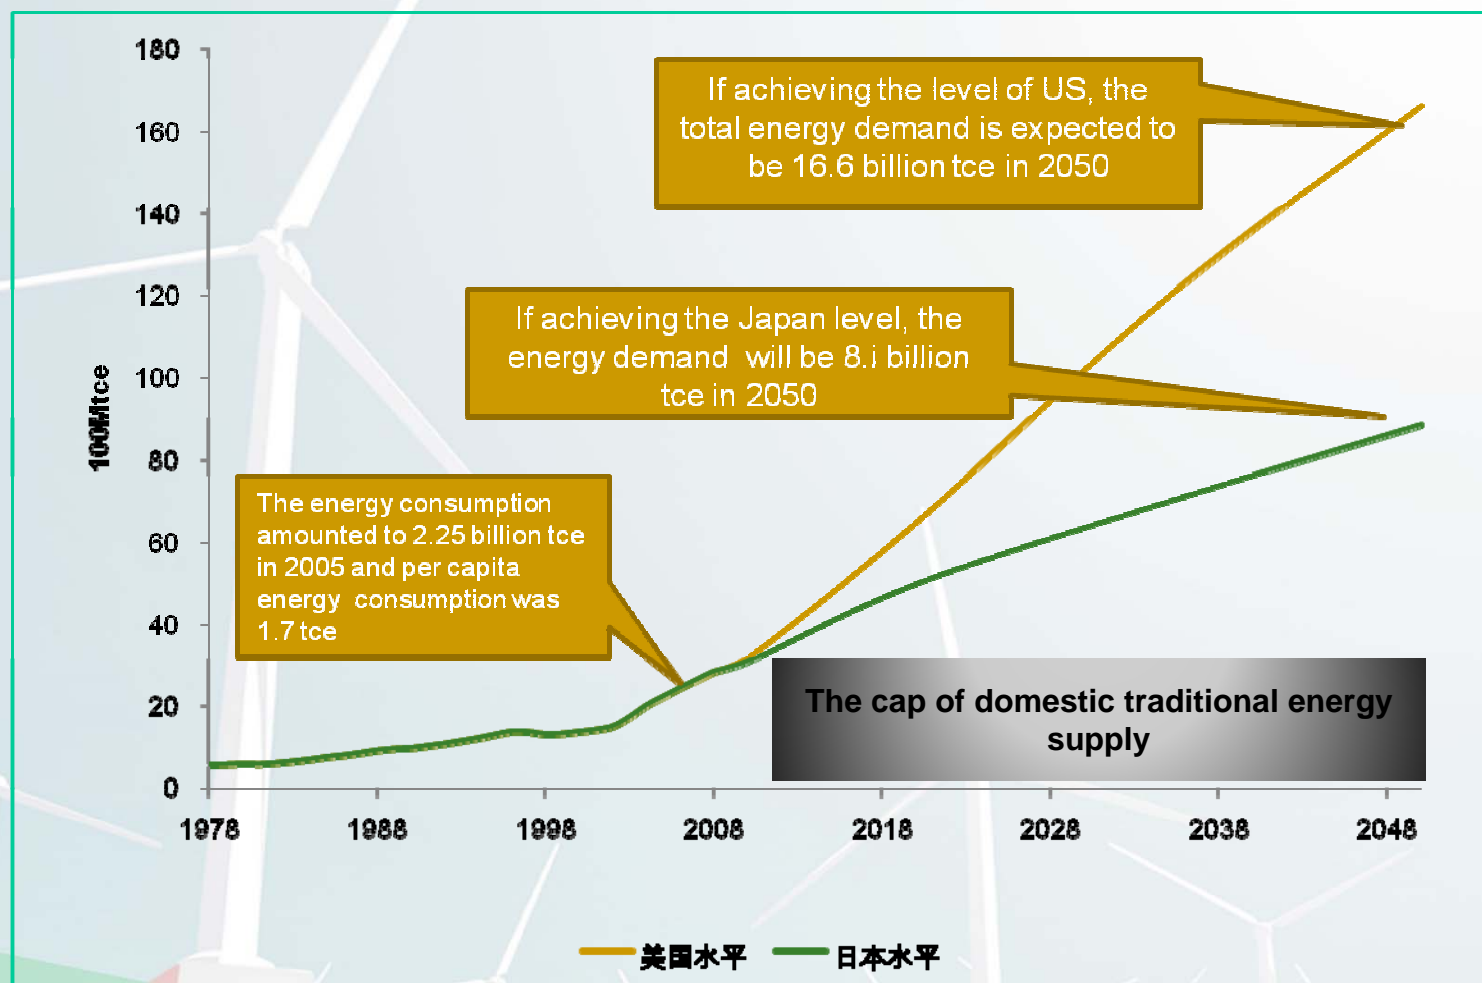 180
If achieving the level of US, the
total energy demand is expected to
be 16.6 billion tce in 2050
160
140
120
If achieving the Japan level, the
energy demand will be 8.i billion
tce in 2050
100
100Mtce
80
The energy consumption
amounted to 2.25 billion tce
in 2005 and per capita
energy consumption was
1.7 tce
60
40
20
The cap of domestic traditional energy
supply
0
1978 1988 1998 2008 2018 2028 2038 2048
美国水平 日本水平